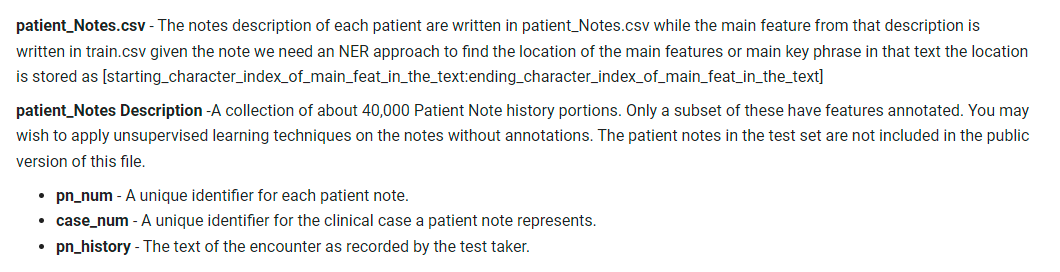 patient_Notes.csv - The notes description of each patient are written in patient_Notes.csv while the main feature from that description is
written in train.csv given the note we need an NER approach to find the location of the main features or main key phrase in that text the location
is stored as [starting_character_index_of_main_feat_in_the_text:ending_character_index_of_main_feat_in_the_text]
patient_Notes Description -A collection of about 40,000 Patient Note history portions. Only a subset of these have features annotated. You may
wish to apply unsupervised learning techniques on the notes without annotations. The patient notes in the test set are not included in the public
version of this file.
• pn_num - A unique identifier for each patient note.
• case_num - A unique identifier for the clinical case a patient note represents.
• pn_history - The text of the encounter as recorded by the test taker.